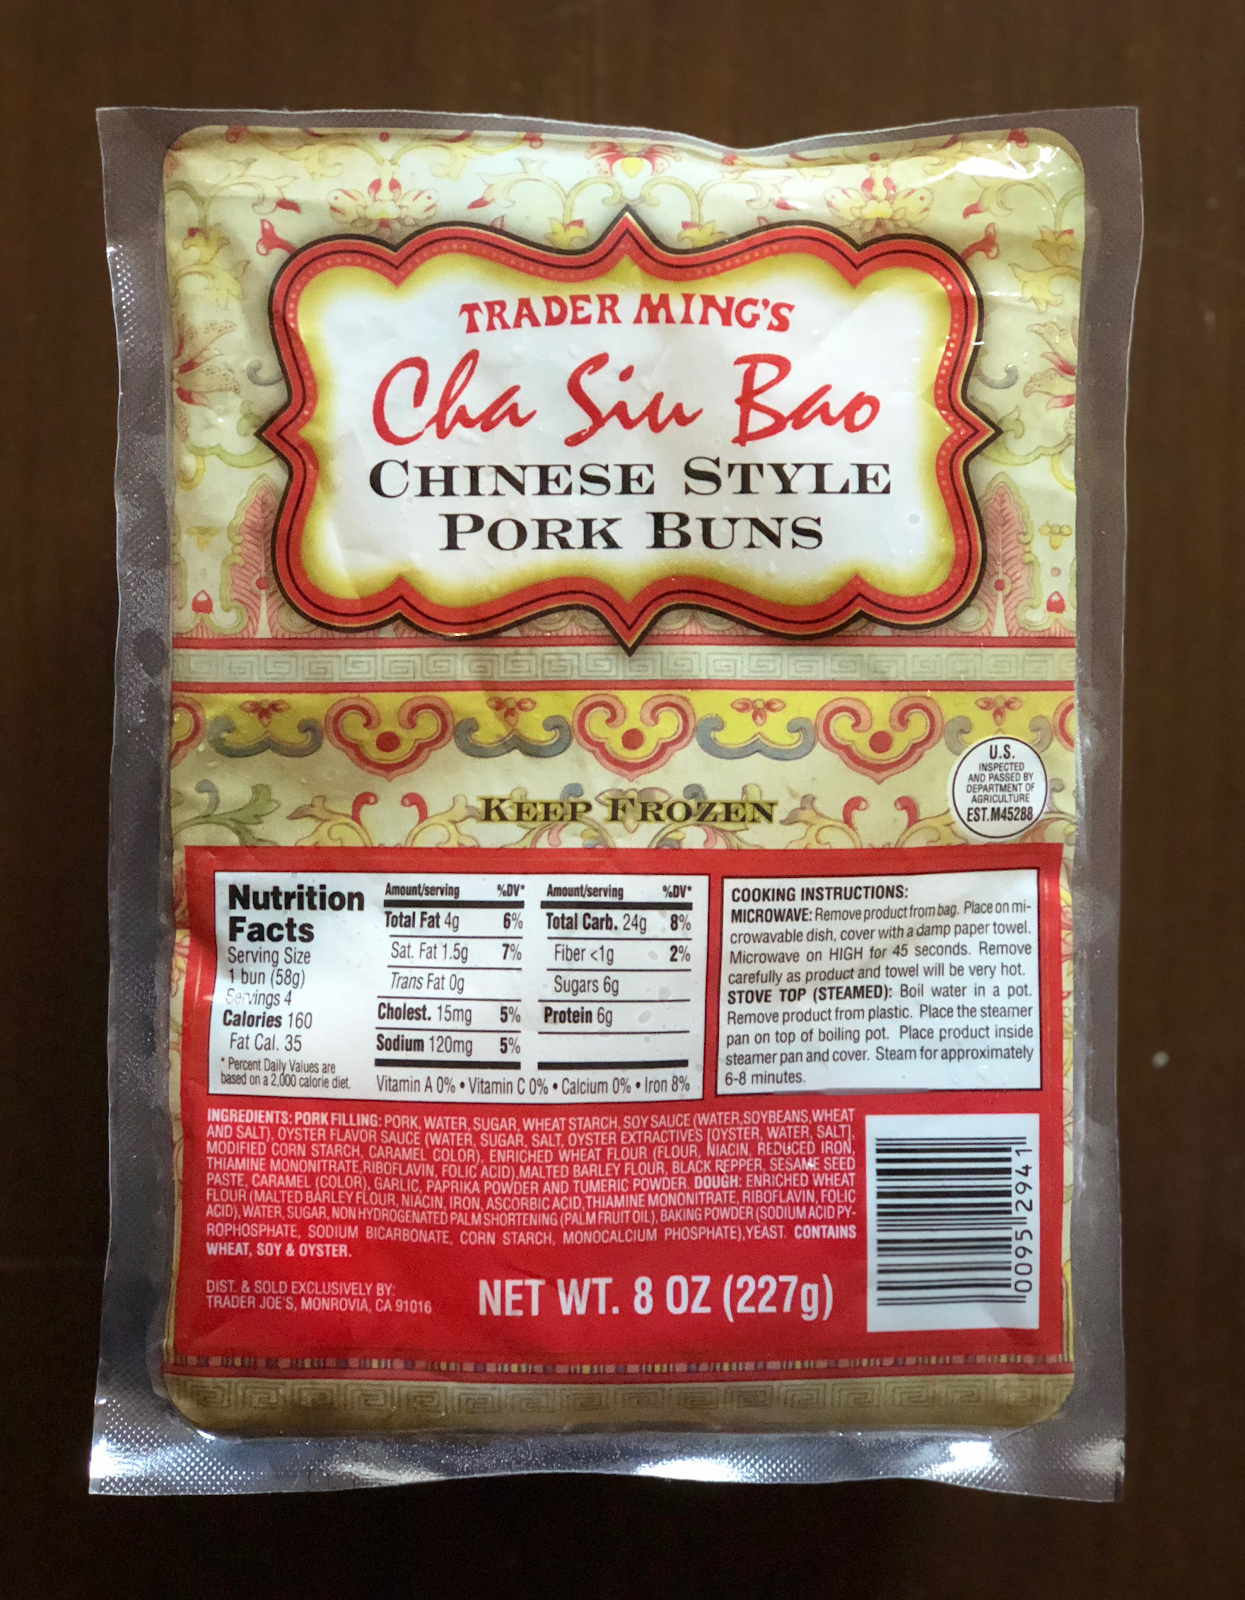 TRADER MING'S
Cha Siu Bao
CHINESE STYLE
PORK BUNS
U.S.
INSPECTED
AND PASSED BY
DEPARTMENT OF
AGRICULTURE
EST.M45288
KEEP FROZEN
Nutrition
Facts
Serving Size
1 bun (58g)
Servings 4
Calories 160
Fat Cal. 35
* Percent Daily Values are
based on a 2,000 calorie diet.
Amount/serving %DV*
Total Fat 4g 6%
Sat. Fat 1.5g 7%
Trans Fat 0g
Cholest. 15mg 5%
Sodium 120mg 5%
Amount/serving %DV*
Total Carb. 24g 8%
Fiber <1g 2%
Sugars 6g
Protein 6g
Vitamin A 0% • Vitamin C 0% • Calcium 0% • Iron 8%
COOKING INSTRUCTIONS:
MICROWAVE: Remove product from bag. Place on mi-
crowavable dish, cover with a damp paper towel.
Microwave on HIGH for 45 seconds. Remove
carefully as product and towel will be very hot.
STOVE TOP (STEAMED): Boil water in a pot.
Remove product from plastic. Place the steamer
pan on top of boiling pot. Place product inside
steamer pan and cover. Steam for approximately
6-8 minutes.
INGREDIENTS: PORK FILLING: PORK, WATER, SUGAR, WHEAT STARCH, SOY SAUCE (WATER, SOYBEANS, WHEAT
AND SALT), OYSTER FLAVOR SAUCE (WATER, SUGAR, SALT, OYSTER EXTRACTIVES [OYSTER, WATER, SALT],
MODIFIED CORN STARCH, CARAMEL COLOR), ENRICHED WHEAT FLOUR (FLOUR, NIACIN, REDUCED IRON,
THIAMINE MONONITRATE, RIBOFLAVIN, FOLIC ACID), MALTED BARLEY FLOUR, BLACK PEPPER, SESAME SEED
PASTE, CARAMEL (COLOR), GARLIC, PAPRIKA POWDER AND TUMERIC POWDER. DOUGH: ENRICHED WHEAT
FLOUR (MALTED BARLEY FLOUR, NIACIN, IRON, ASCORBIC ACID, THIAMINE MONONITRATE, RIBOFLAVIN, FOLIC
ACID), WATER, SUGAR, NON HYDROGENATED PALM SHORTENING (PALM FRUIT OIL), BAKING POWDER (SODIUM ACID PY-
ROPHOSPHATE, SODIUM BICARBONATE, CORN STARCH, MONOCALCIUM PHOSPHATE), YEAST. CONTAINS
WHEAT, SOY & OYSTER.
DIST. & SOLD EXCLUSIVELY BY:
TRADER JOE'S, MONROVIA, CA 91016
NET WT. 8 OZ (227g)
009512941